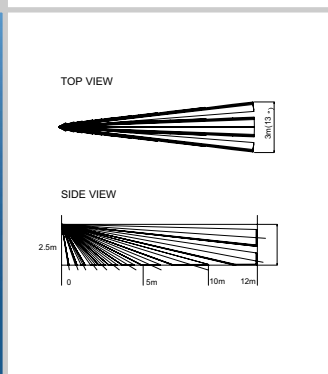 TOP VIEW
3m(13 °)
SIDE VIEW
2.5m
0 5m 10m 12m